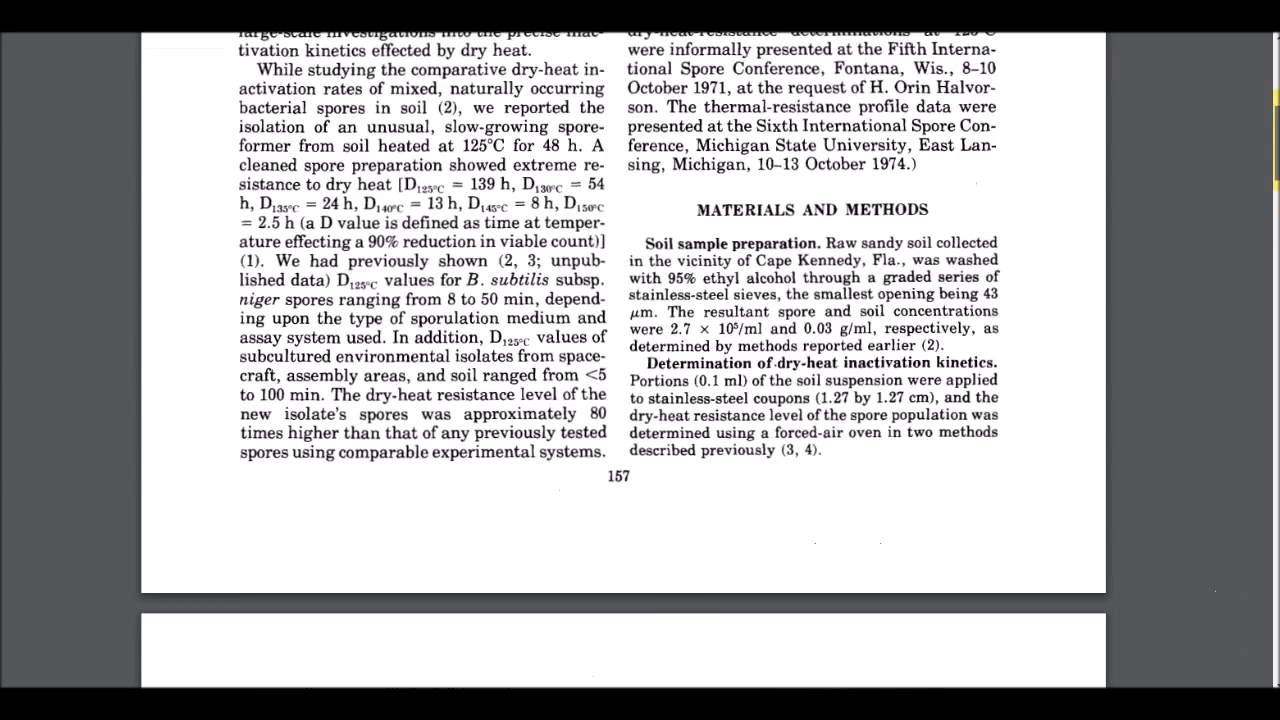 large-scale investigations into the precise inac-
tivation kinetics effected by dry heat.
While studying the comparative dry-heat in-
activation rates of mixed, naturally occurring
bacterial spores in soil (2), we reported the
isolation of an unusual, slow-growing spore-
former from soil heated at 125°C for 48 h. A
cleaned spore preparation showed extreme re-
sistance to dry heat [D125°C = 139 h, D130°C = 54
h, D135°C = 24 h, D140°C = 13 h, D145°C = 8 h, D150°C
= 2.5 h (a D value is defined as time at temper-
ature effecting a 90% reduction in viable count)]
(1). We had previously shown (2, 3; unpub-
lished data) D125°C values for B. subtilis subsp.
niger spores ranging from 8 to 50 min, depend-
ing upon the type of sporulation medium and
assay system used. In addition, D125°C values of
subcultured environmental isolates from space-
craft, assembly areas, and soil ranged from <5
to 100 min. The dry-heat resistance level of the
new isolate's spores was approximately 80
times higher than that of any previously tested
spores using comparable experimental systems.
dry-heat-resistance determinations at 125°C
were informally presented at the Fifth Interna-
tional Spore Conference, Fontana, Wis., 8–10
October 1971, at the request of H. Orin Halvor-
son. The thermal-resistance profile data were
presented at the Sixth International Spore Con-
ference, Michigan State University, East Lan-
sing, Michigan, 10–13 October 1974.)
MATERIALS AND METHODS
Soil sample preparation. Raw sandy soil collected
in the vicinity of Cape Kennedy, Fla., was washed
with 95% ethyl alcohol through a graded series of
stainless-steel sieves, the smallest opening being 43
μm. The resultant spore and soil concentrations
were 2.7 × 10⁵/ml and 0.03 g/ml, respectively, as
determined by methods reported earlier (2).
Determination of dry-heat inactivation kinetics.
Portions (0.1 ml) of the soil suspension were applied
to stainless-steel coupons (1.27 by 1.27 cm), and the
dry-heat resistance level of the spore population was
determined using a forced-air oven in two methods
described previously (3, 4).
157